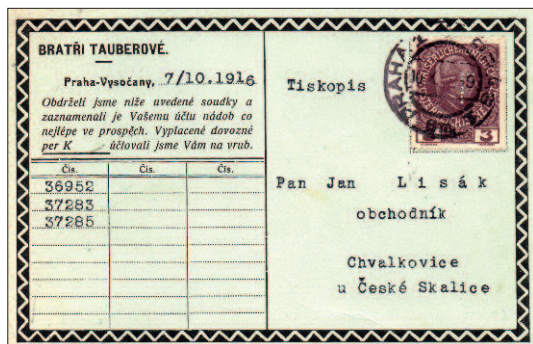 BRATŘI TAUBEROVÉ.
Praha-Vysočany, 7/10.1916
Obdrželi jsme níže uvedené soudky a
zaznamenali je Vašemu účtu nádob co
nejlépe ve prospěch. Vyplacené dovozné
per K účtovali jsme Vám na vrub.
Čís. Čís. Čís.
36952
37283
37285
Tiskopis
PRAHA
3
Pan Jan Lisák
obchodník
Chvalkovice
u České Skalice